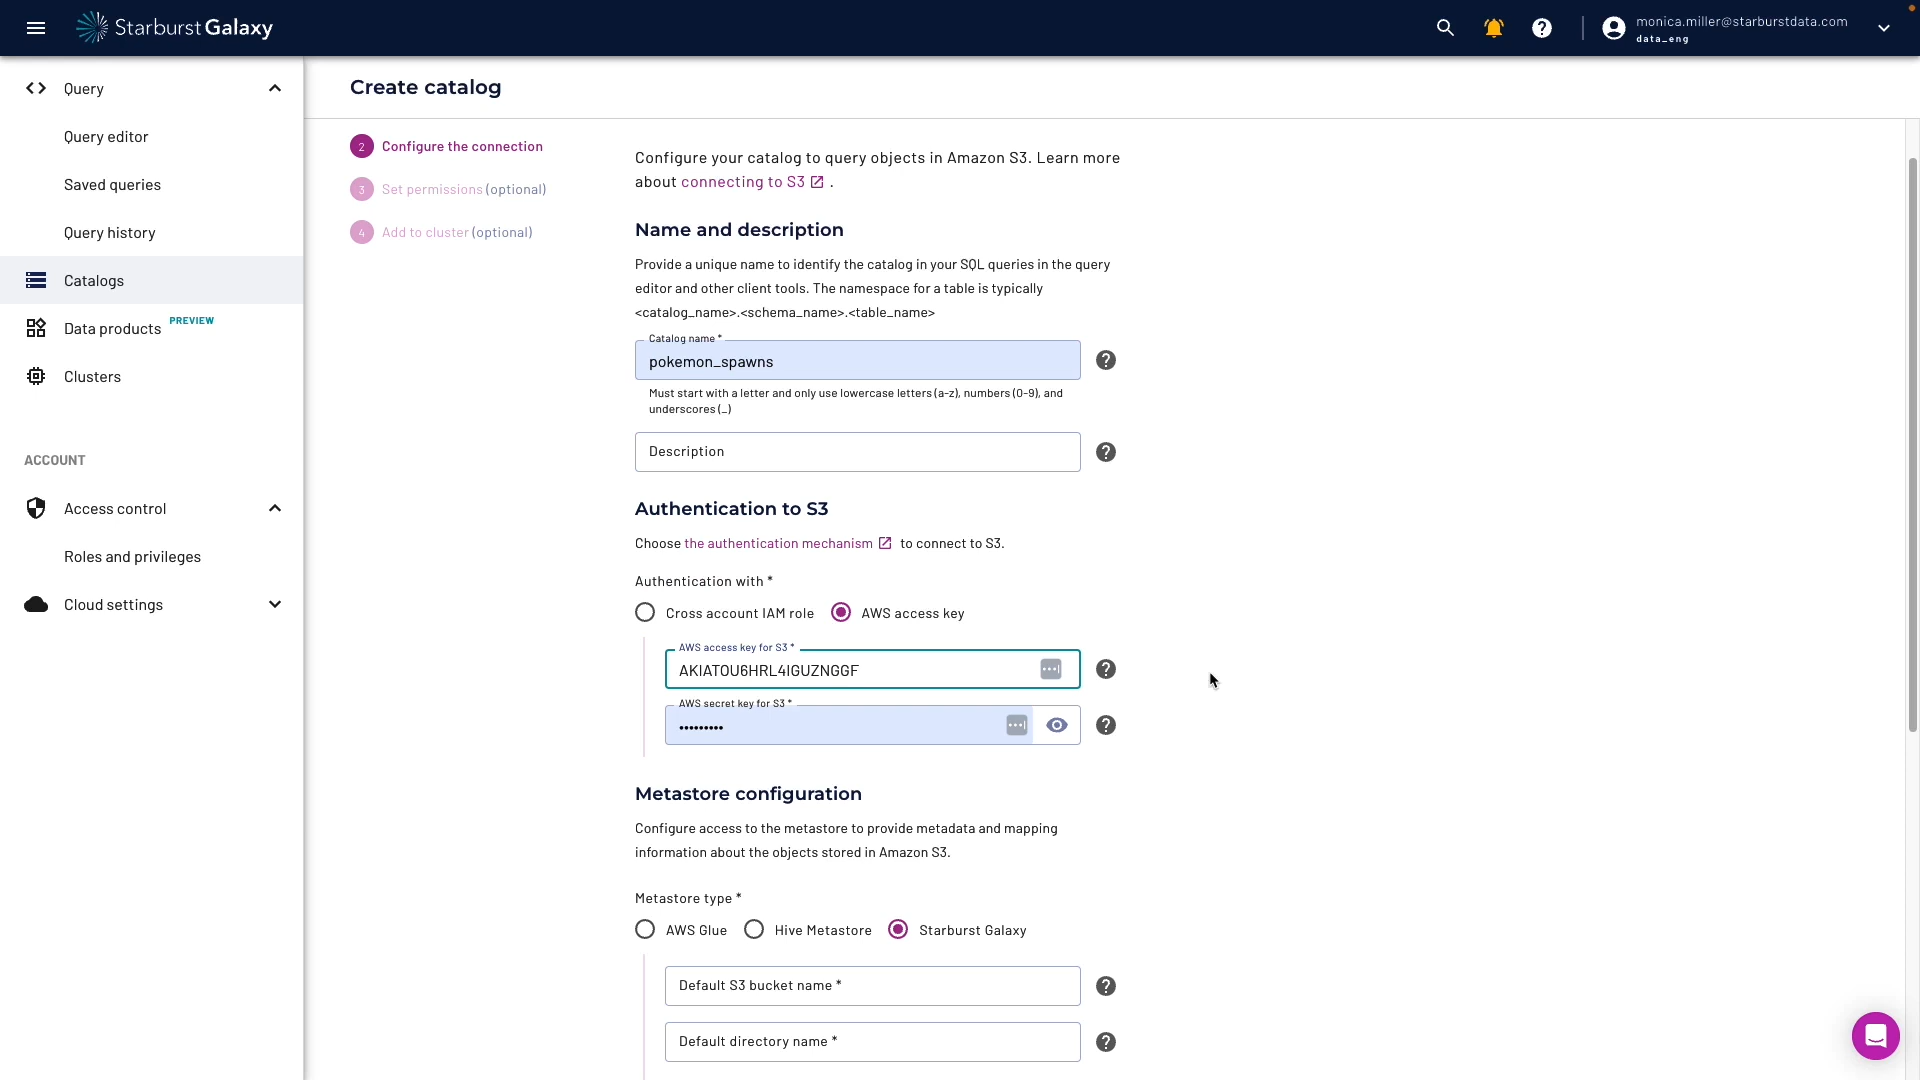 Starburst Galaxy
monica.miller@starburstdata.com
data_eng
Query
Query editor
Saved queries
Query history
Catalogs
Data products PREVIEW
Clusters
ACCOUNT
Access control
Roles and privileges
Cloud settings
Create catalog
2 Configure the connection
3 Set permissions (optional)
4 Add to cluster (optional)
Configure your catalog to query objects in Amazon S3. Learn more
about connecting to S3 .
Name and description
Provide a unique name to identify the catalog in your SQL queries in the query
editor and other client tools. The namespace for a table is typically
<catalog_name>.<schema_name>.<table_name>
Catalog name *
pokemon_spawns
Must start with a letter and only use lowercase letters (a-z), numbers (0-9), and
underscores (_)
Description
Authentication to S3
Choose the authentication mechanism to connect to S3.
Authentication with *
Cross account IAM role
AWS access key
AWS access key for S3 *
AKIATOU6HRL4IGUZNGGF
AWS secret key for S3 *
•••••••••
Metastore configuration
Configure access to the metastore to provide metadata and mapping
information about the objects stored in Amazon S3.
Metastore type *
AWS Glue
Hive Metastore
Starburst Galaxy
Default S3 bucket name *
Default directory name *